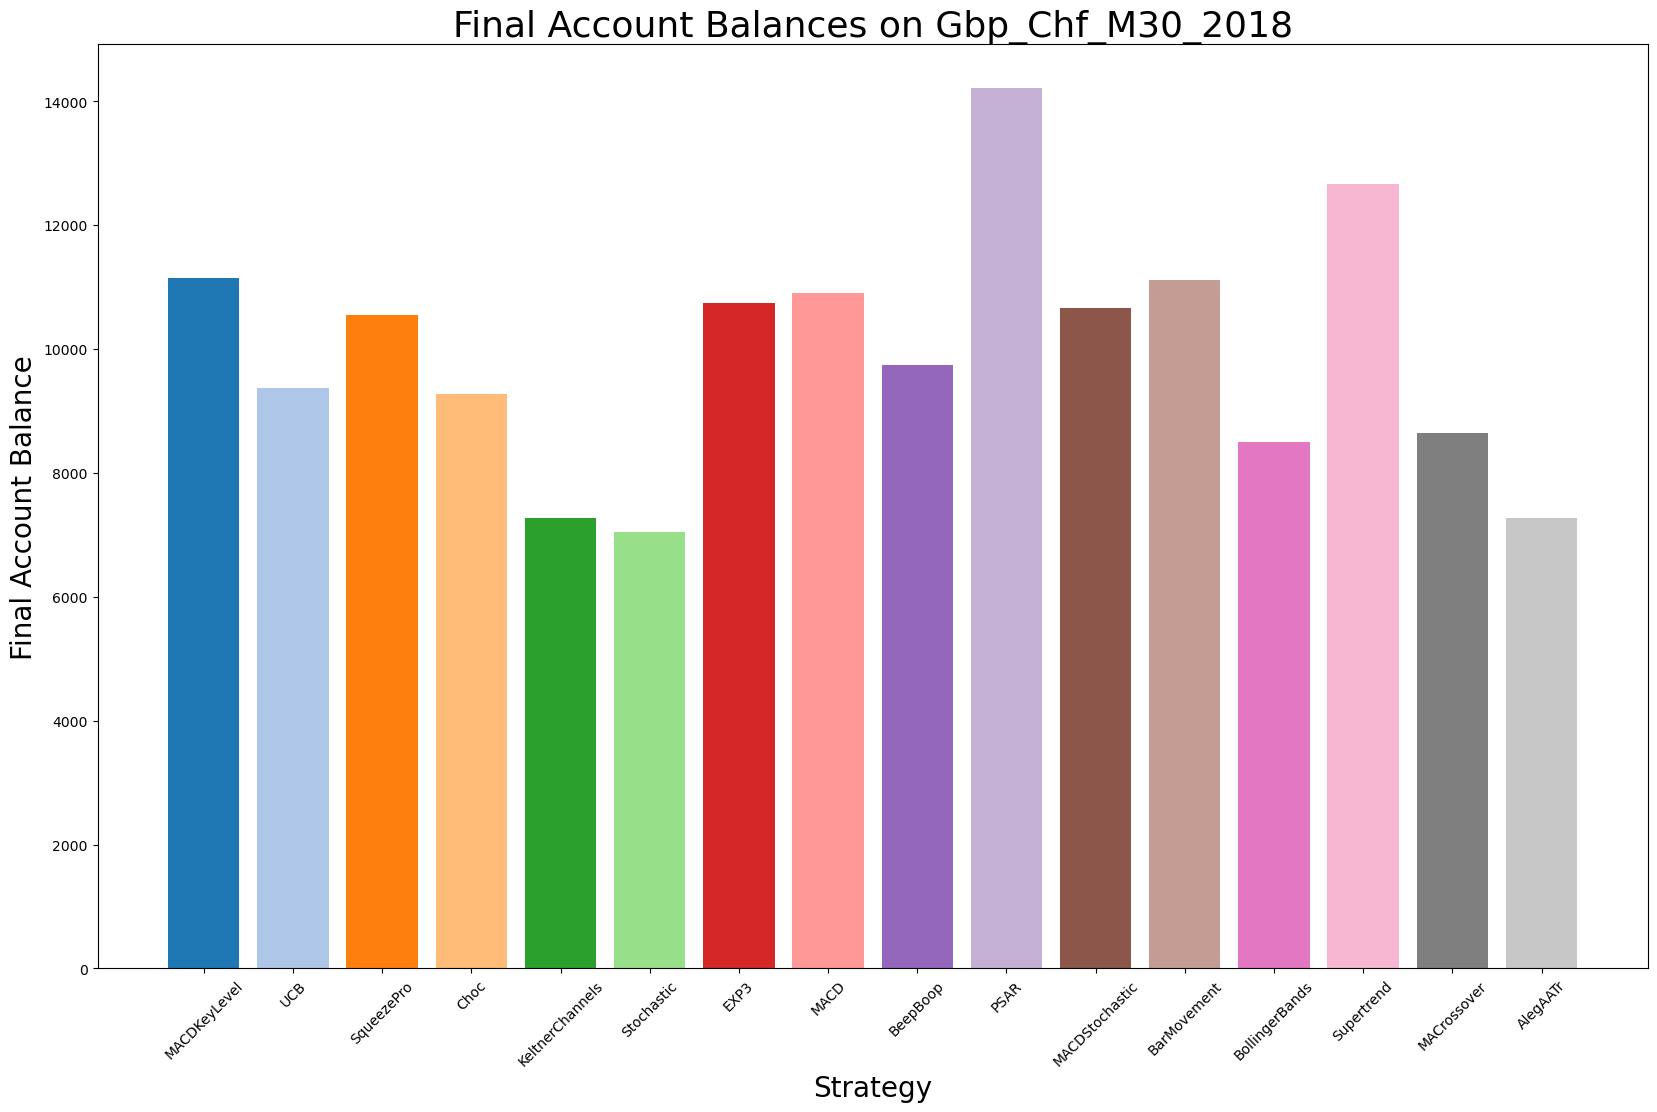 Final Account Balances on Gbp_Chf_M30_2018
Final Account Balance
14000
12000
10000
8000
6000
4000
2000
0
MACDKeyLevel
UCB
SqueezePro
Choc
KeltnerChannels
Stochastic
EXP3
MACD
BeepBoop
PSAR
MACDStochastic
BarMovement
BollingerBands
Supertrend
MACrossover
AlegAATr
Strategy